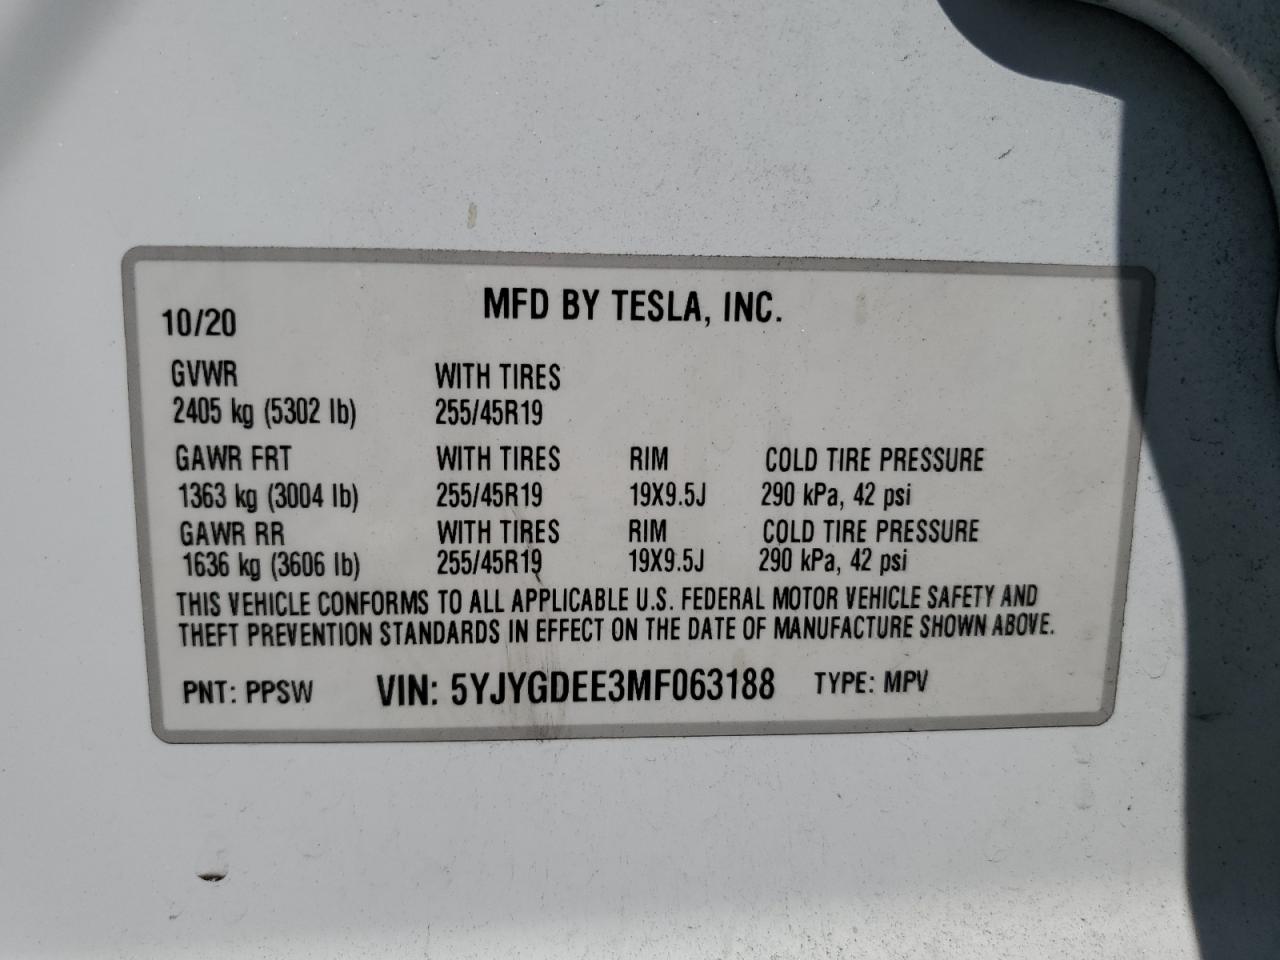 MFD BY TESLA, INC.
10/20
GVWR WITH TIRES
2405 kg (5302 lb) 255/45R19
GAWR FRT WITH TIRES RIM COLD TIRE PRESSURE
1363 kg (3004 lb) 255/45R19 19X9.5J 290 kPa, 42 psi
GAWR RR WITH TIRES RIM COLD TIRE PRESSURE
1636 kg (3606 lb) 255/45R19 19X9.5J 290 kPa, 42 psi
THIS VEHICLE CONFORMS TO ALL APPLICABLE U.S. FEDERAL MOTOR VEHICLE SAFETY AND
THEFT PREVENTION STANDARDS IN EFFECT ON THE DATE OF MANUFACTURE SHOWN ABOVE.
PNT: PPSW VIN: 5YJYGDEE3MF063188 TYPE: MPV